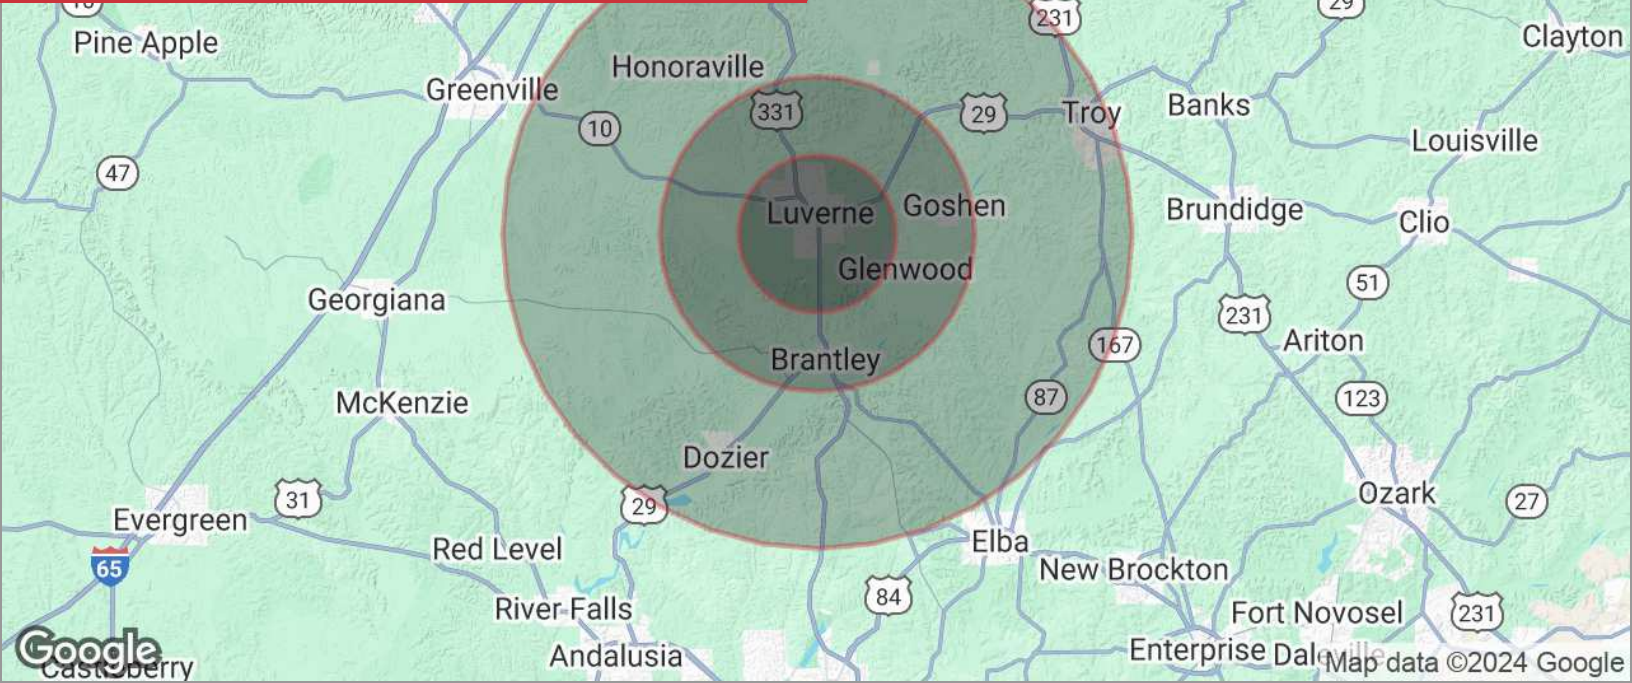 29
231
Pine Apple
Clayton
Honoraville
Greenville
331
29
Troy
Banks
10
Louisville
47
Luverne
Goshen
Brundidge
Clio
Glenwood
51
Georgiana
231
Ariton
167
Brantley
87
123
McKenzie
Dozier
Ozark
31
29
27
Evergreen
Elba
Red Level
65
New Brockton
84
River Falls
Fort Novosel
231
Google
Andalusia
Enterprise
Map data ©2024 Google